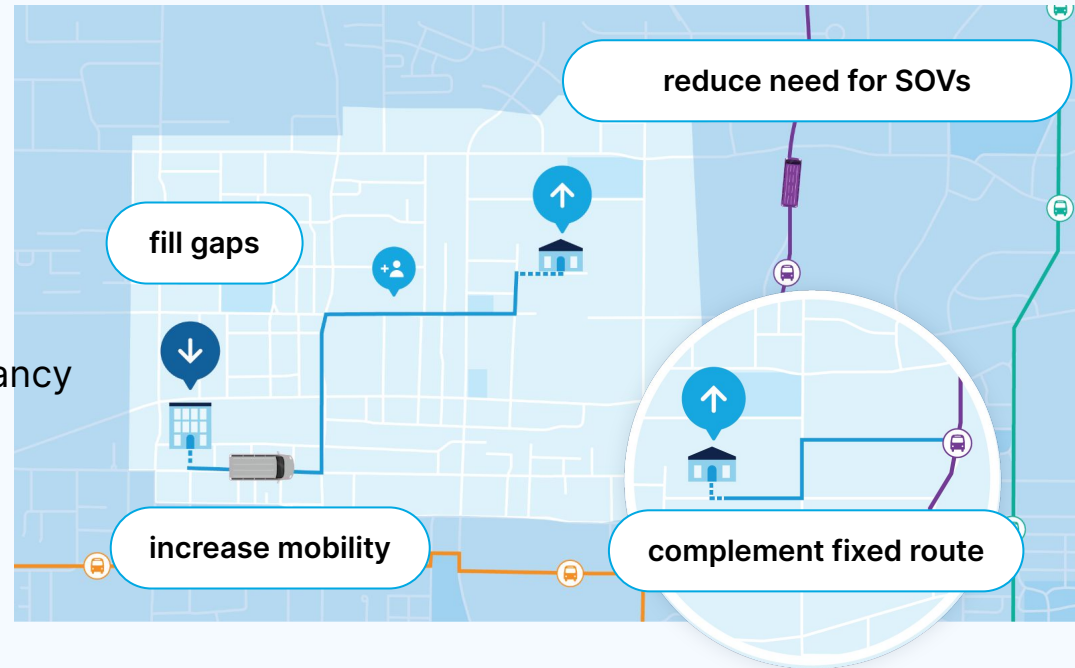 reduce need for SOVs
fill gaps
ancy
increase mobility
complement fixed route